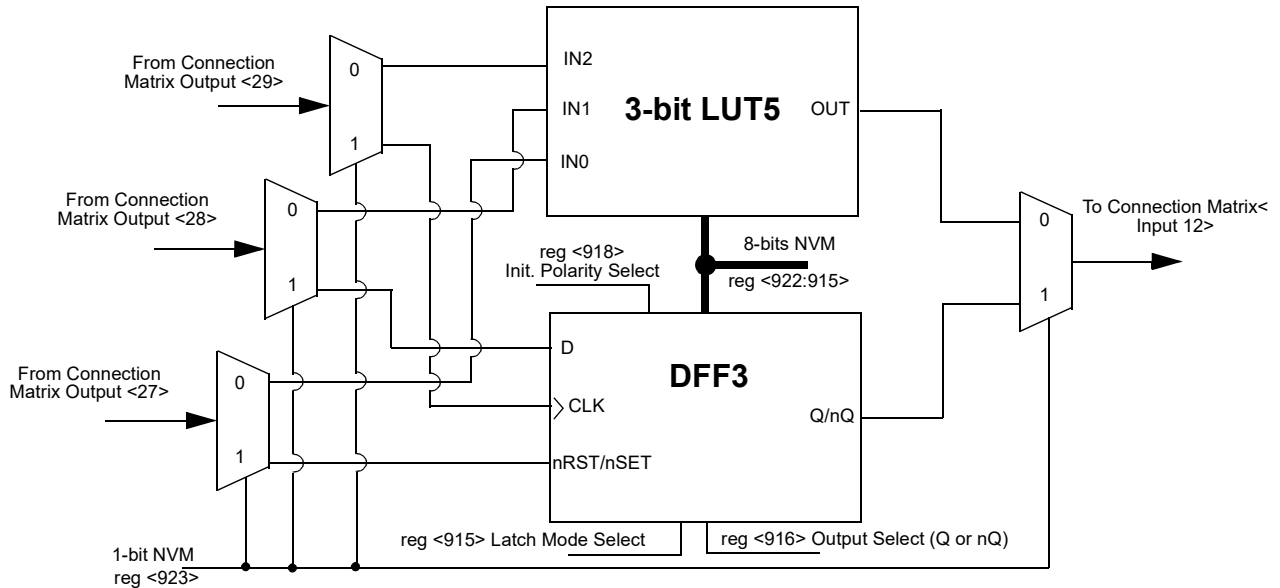 From Connection
Matrix Output <29>
0
1
IN2
IN1
IN0
3-bit LUT5
OUT
From Connection
Matrix Output <28>
0
1
0
1
To Connection Matrix<
Input 12>
8-bits NVM
reg <922:915>
reg <918>
Init. Polarity Select
From Connection
Matrix Output <27>
0
1
D
CLK
nRST/nSET
DFF3
Q/nQ
reg <915> Latch Mode Select
reg <916> Output Select (Q or nQ)
1-bit NVM
reg <923>